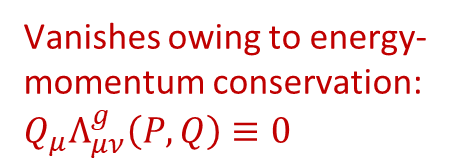 Vanishes owing to energy-
momentum conservation:
𝑄_𝜇Λ^𝑔_𝜇𝜈(𝑃, 𝑄) ≡ 0